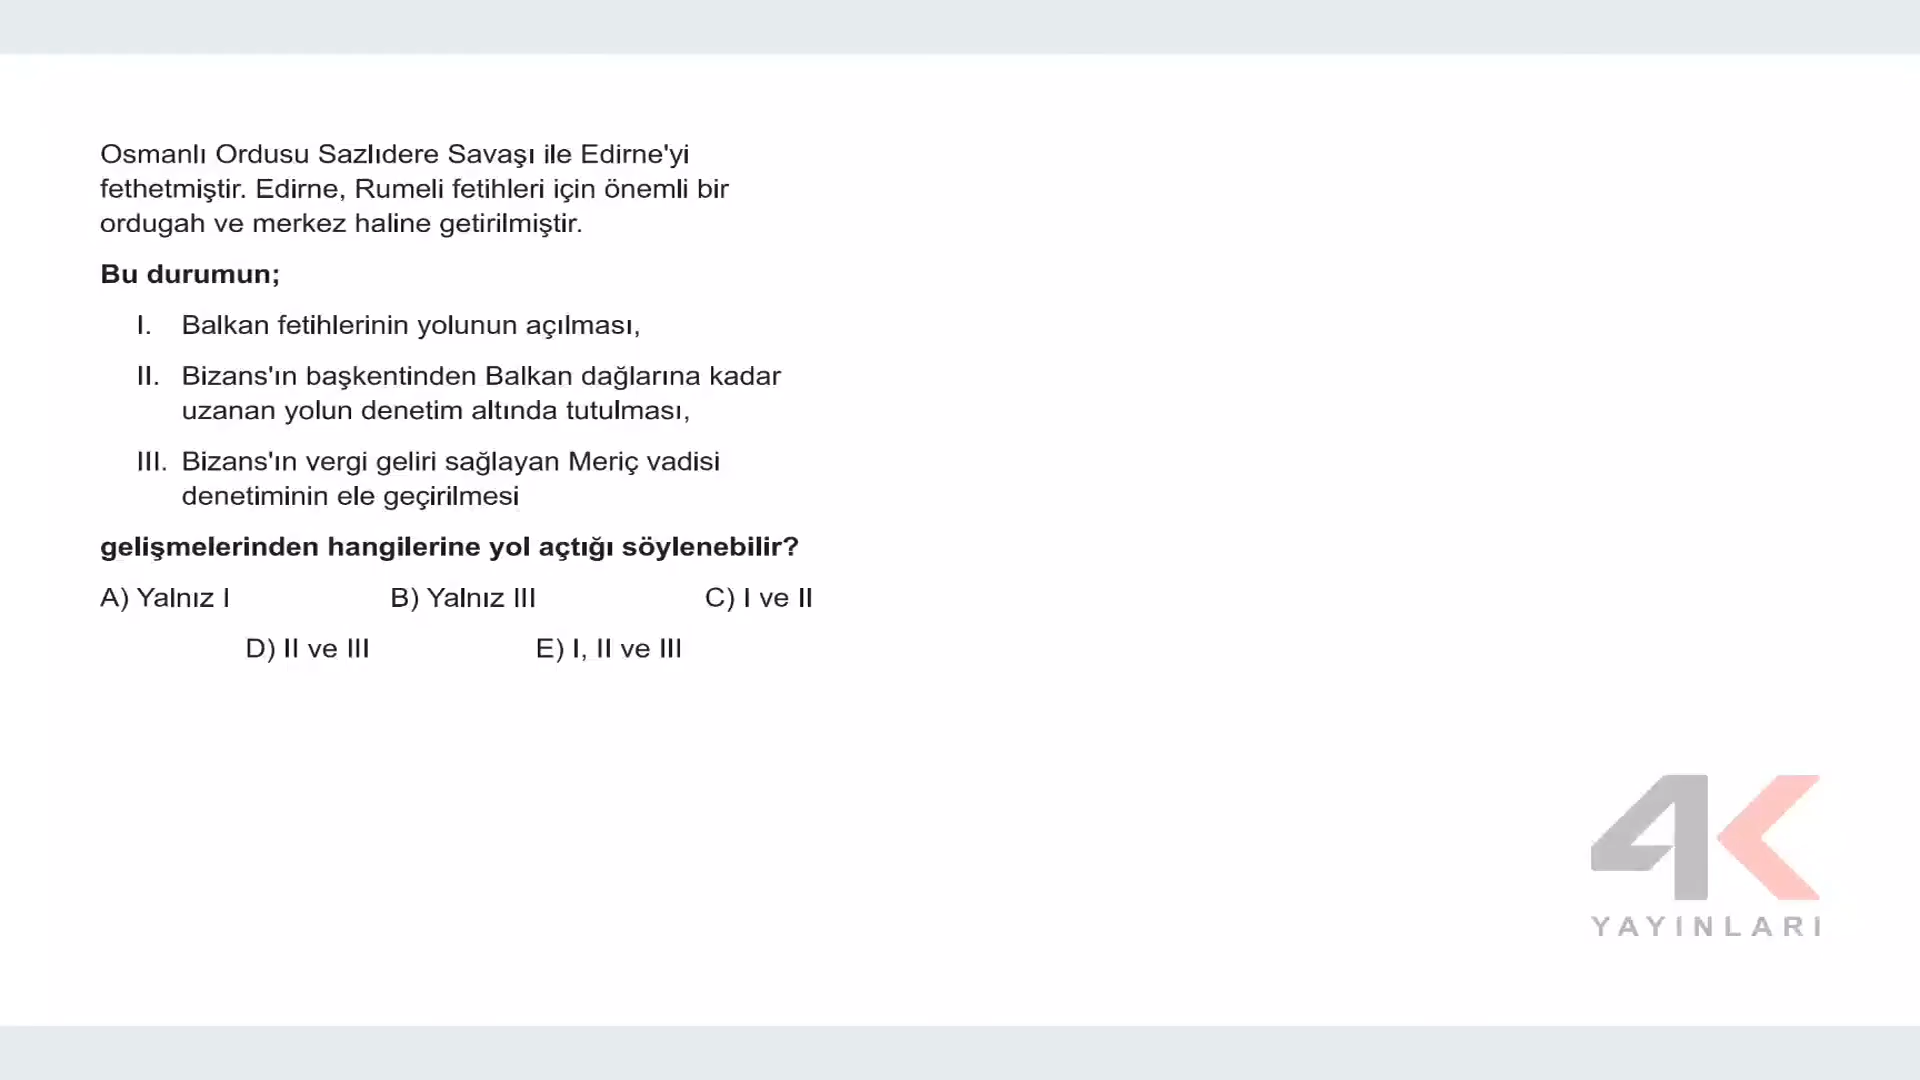 Osmanlı Ordusu Sazlıdere Savaşı ile Edirne'yi
fethetmiştir. Edirne, Rumeli fetihleri için önemli bir
ordugah ve merkez haline getirilmiştir.
Bu durumun;
I. Balkan fetihlerinin yolunun açılması,
II. Bizans'ın başkentinden Balkan dağlarına kadar
uzanan yolun denetim altında tutulması,
III. Bizans'ın vergi geliri sağlayan Meriç vadisi
denetiminin ele geçirilmesi
gelişmelerinden hangilerine yol açtığı söylenebilir?
A) Yalnız I B) Yalnız III C) I ve II
D) II ve III E) I, II ve III
4K
YAYINLARI